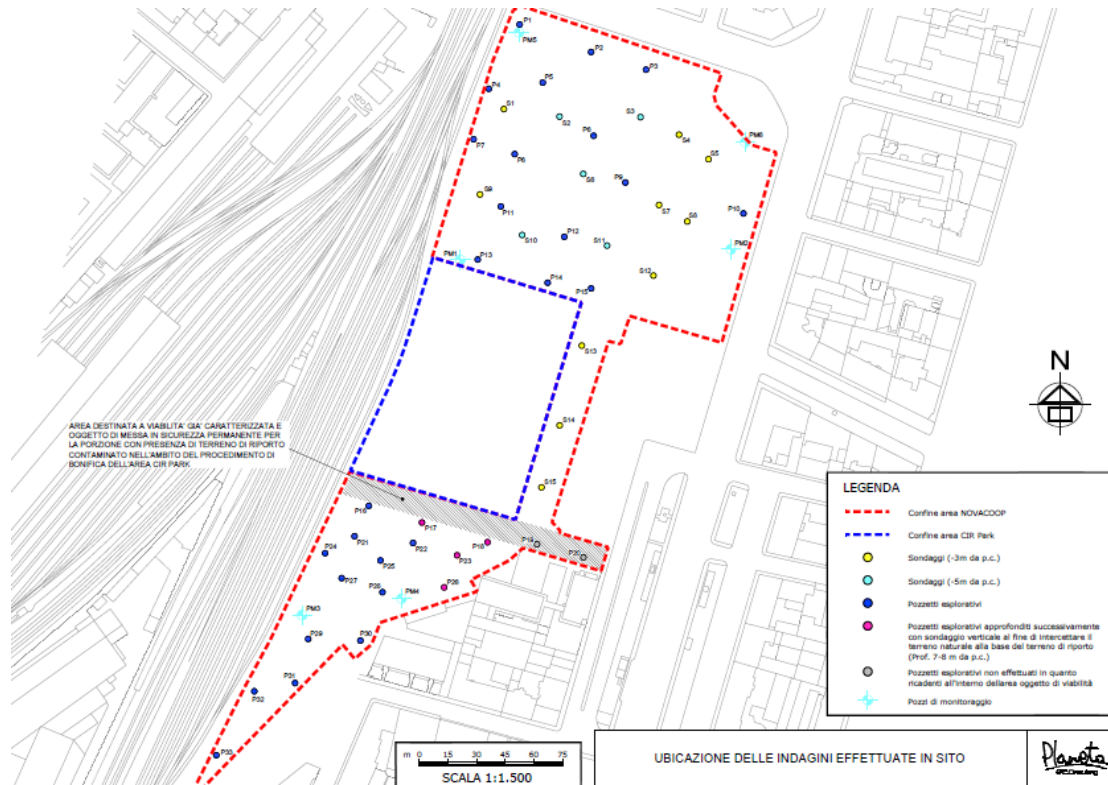 P1
PM5
P2
P3
P5
P4
S1
S2
S3
P6
S4
PM6
P7
P8
S5
S6
P9
S9
P11
S7
S8
P10
P12
S10
S11
PM2
PM1
P13
S12
P14
P15
S13
N
S14
AREA DESTINATA A VIABILITA' GIA' CARATTERIZZATA E
OGGETTO DI MESSA IN SICUREZZA PERMANENTE PER
LA PORZIONE CON PRESENZA DI TERRENO DI RIPORTO
CONTAMINATO NELL'AMBITO DEL PROCEDIMENTO DI
BONIFICA DELL'AREA CIR PARK
S15
P16
P17
P21
P22
P18
P19
P20
P24
P25
P23
P27
P28
P26
PM4
PM3
P29
P30
P31
P32
P33
LEGENDA
Confine area NOVACOOP
Confine area CIR Park
Sondaggi (-3m da p.c.)
Sondaggi (-5m da p.c.)
Pozzetti esplorativi
Pozzetti esplorativi approfonditi successivamente
con sondaggio verticale al fine di intercettare il
terreno naturale alla base del terreno di riporto
(Prof. 7-8 m da p.c.)
Pozzetti esplorativi non effettuati in quanto
ricadenti all'interno dellarea oggetto di viabilità
Pozzi di monitoraggio
m 0 15 30 45 60 75
SCALA 1:1.500
UBICAZIONE DELLE INDAGINI EFFETTUATE IN SITO
Planeta